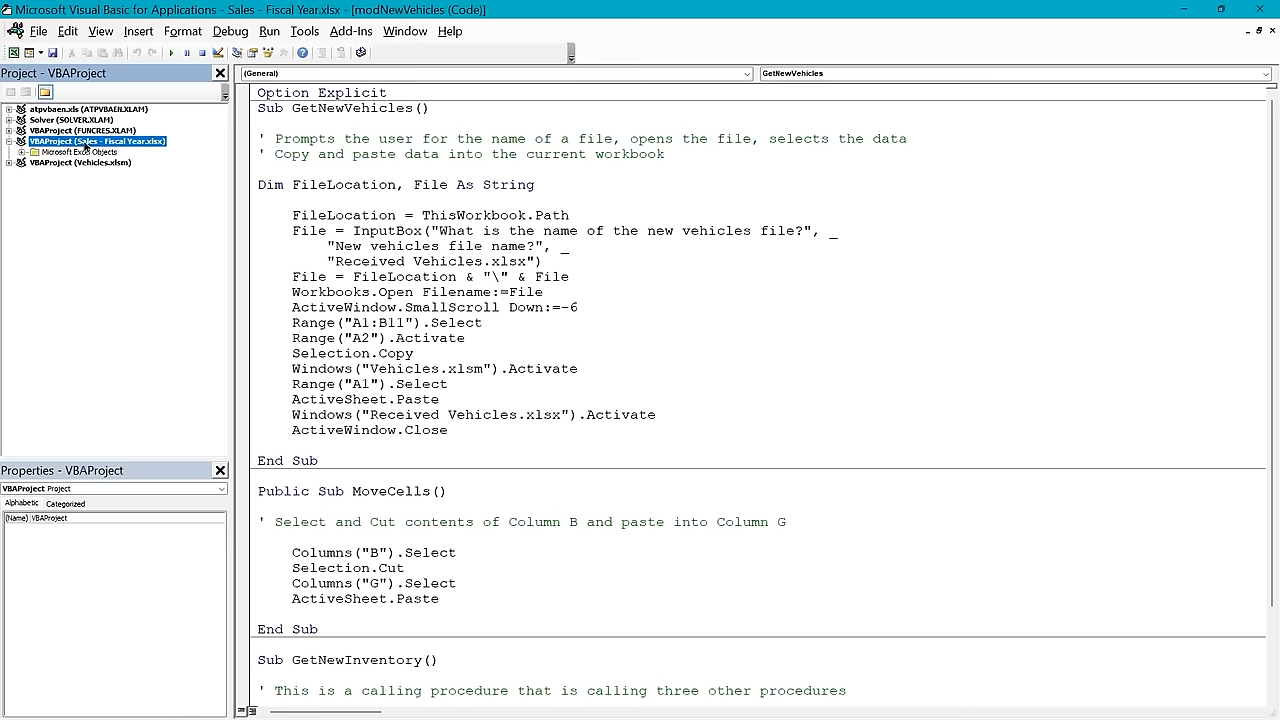 Microsoft Visual Basic for Applications - Sales - Fiscal Year.xlsx - [modNewVehicles (Code)]
File Edit View Insert Format Debug Run Tools Add-Ins Window Help
Project - VBAProject
atpvbaen.xls (ATPVBAEN.XLAM)
Solver (SOLVER.XLAM)
VBAProject (FUNCRES.XLAM)
VBAProject (Sales - Fiscal Year.xlsx)
Microsoft Excel Objects
VBAProject (Vehicles.xlsm)
Properties - VBAProject
VBAProject Project
Alphabetic Categorized
(Name) VBAProject
(General) GetNewVehicles
Option Explicit
Sub GetNewVehicles()
' Prompts the user for the name of a file, opens the file, selects the data
' Copy and paste data into the current workbook
Dim FileLocation, File As String
FileLocation = ThisWorkbook.Path
File = InputBox("What is the name of the new vehicles file?", _
"New vehicles file name?", _
"Received Vehicles.xlsx")
File = FileLocation & "\" & File
Workbooks.Open Filename:=File
ActiveWindow.SmallScroll Down:=-6
Range("A1:B11").Select
Range("A2").Activate
Selection.Copy
Windows("Vehicles.xlsm").Activate
Range("A1").Select
ActiveSheet.Paste
Windows("Received Vehicles.xlsx").Activate
ActiveWindow.Close
End Sub
Public Sub MoveCells()
' Select and Cut contents of Column B and paste into Column G
Columns("B").Select
Selection.Cut
Columns("G").Select
ActiveSheet.Paste
End Sub
Sub GetNewInventory()
' This is a calling procedure that is calling three other procedures